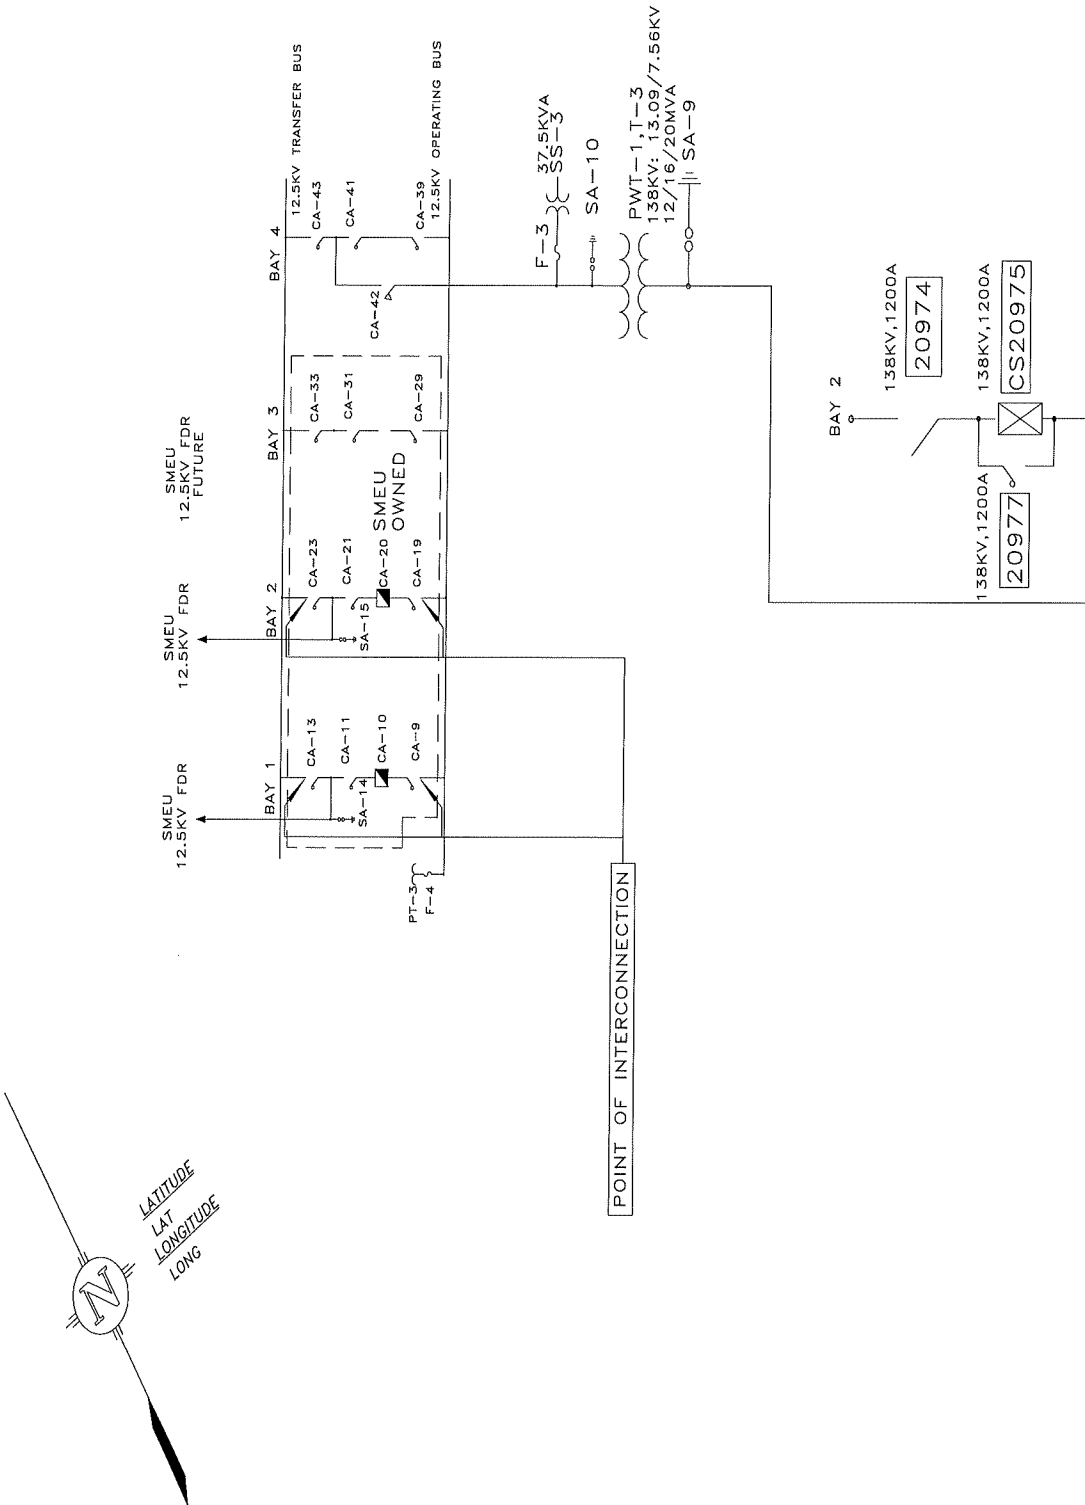 SMEU
12.5KV FDR
SMEU
12.5KV FDR
SMEU
12.5KV FDR
FUTURE
BAY 1
BAY 2
BAY 3
BAY 4
12.5KV TRANSFER BUS
CA-13
CA-11
CA-10
CA-9
SA-14
CA-23
CA-21
CA-20
CA-19
SA-15
SMEU
OWNED
CA-33
CA-31
CA-29
CA-43
CA-41
CA-39
CA-42
12.5KV OPERATING BUS
PT-3
F-4
F-3
37.5KVA
SS-3
SA-10
PWT-1,T-3
138KV: 13.09/7.56KV
12/16/20MVA
SA-9
POINT OF INTERCONNECTION
BAY 2
138KV,1200A
20974
138KV,1200A
CS20975
138KV,1200A
20977
N
LATITUDE
LAT
LONGITUDE
LONG